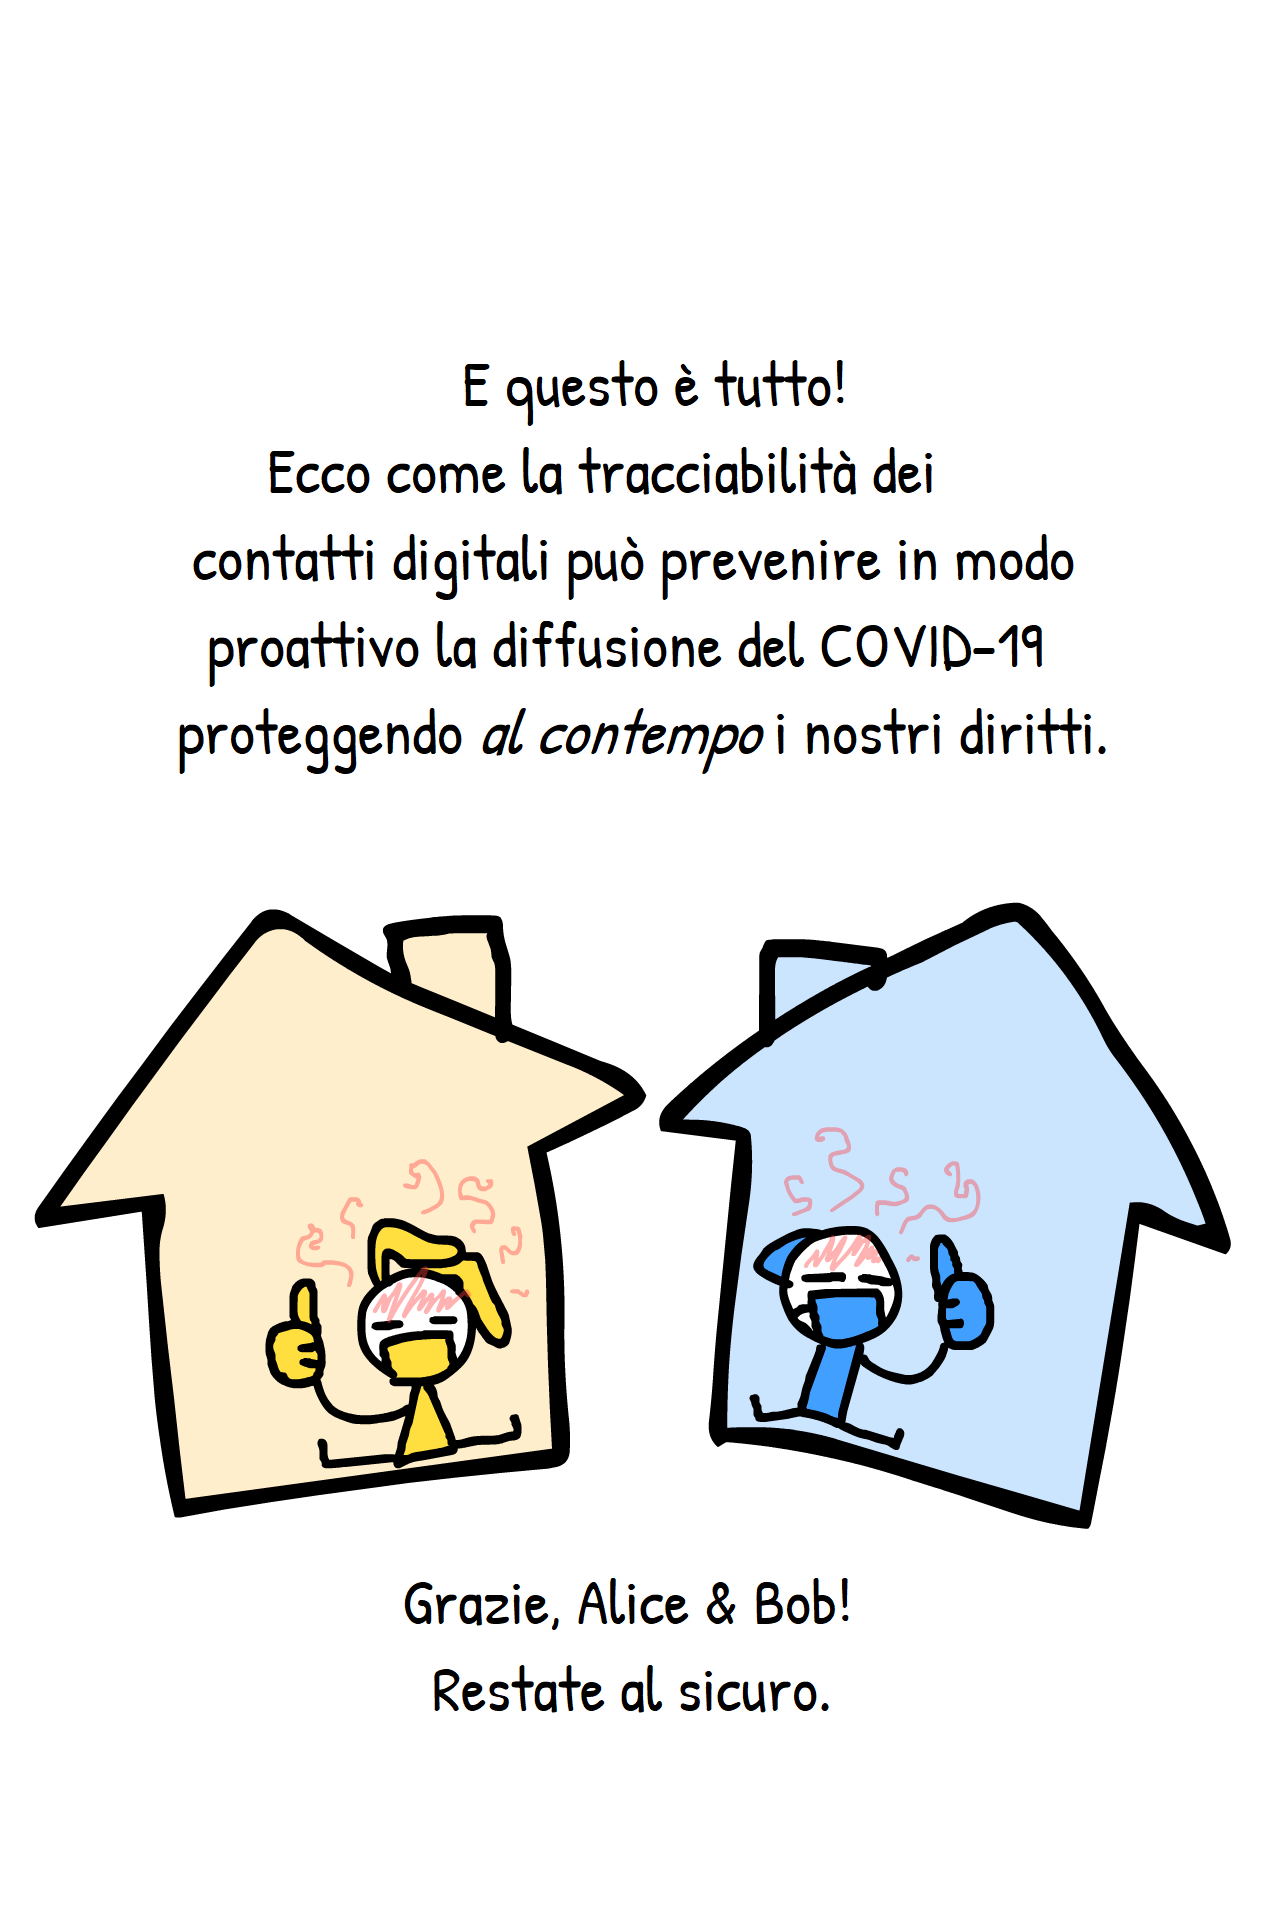 E questo è tutto!
Ecco come la tracciabilità dei
contatti digitali può prevenire in modo
proattivo la diffusione del COVID-19
proteggendo al contempo i nostri diritti.
Grazie, Alice & Bob!
Restate al sicuro.